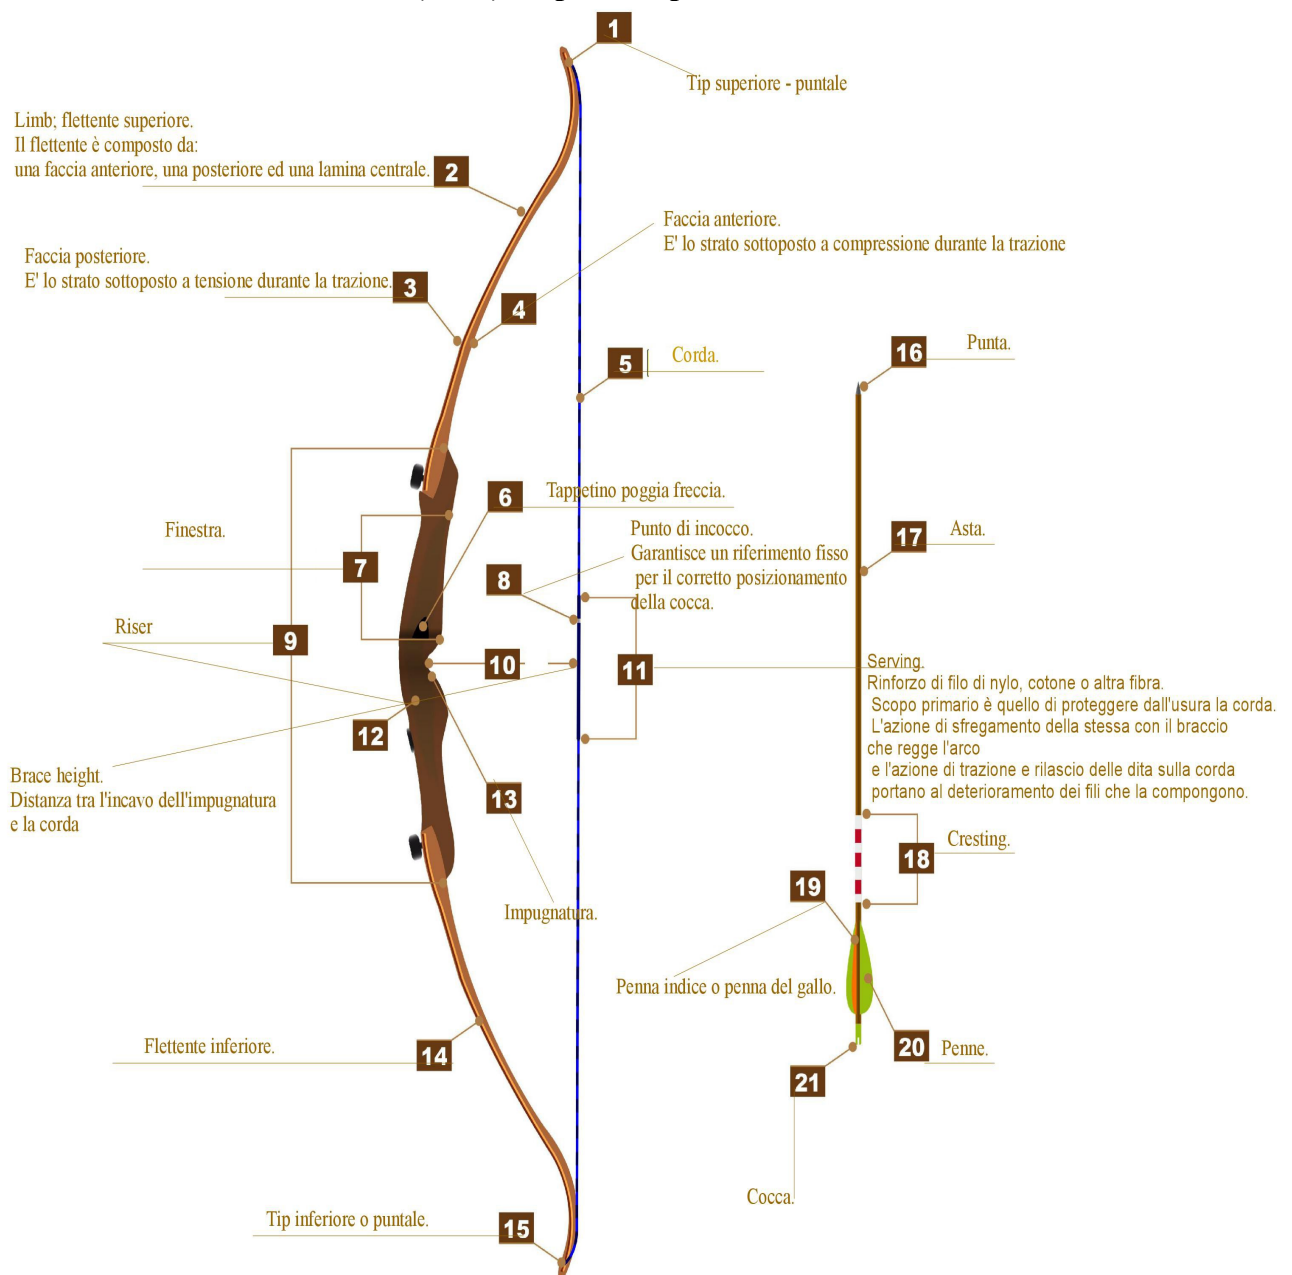 1
Tip superiore - puntale
Limb; flettente superiore.
Il flettente è composto da:
una faccia anteriore, una posteriore ed una lamina centrale.
2
Faccia anteriore.
E' lo strato sottoposto a compressione durante la trazione
Faccia posteriore.
E' lo strato sottoposto a tensione durante la trazione.
3
4
5
Corda.
16
Punta.
6
Tappetino poggia freccia.
Finestra.
7
Punto di incocco.
Garantisce un riferimento fisso
per il corretto posizionamento
della cocca.
8
17
Asta.
Riser
9
10
11
Serving.
Rinforzo di filo di nylo, cotone o altra fibra.
Scopo primario è quello di proteggere dall'usura la corda.
L'azione di sfregamento della stessa con il braccio
che regge l'arco
e l'azione di trazione e rilascio delle dita sulla corda
portano al deterioramento dei fili che la compongono.
12
Brace height.
Distanza tra l'incavo dell'impugnatura
e la corda
13
Impugnatura.
18
Cresting.
19
Penna indice o penna del gallo.
14
Flettente inferiore.
20
Penne.
21
Cocca.
Tip inferiore o puntale.
15